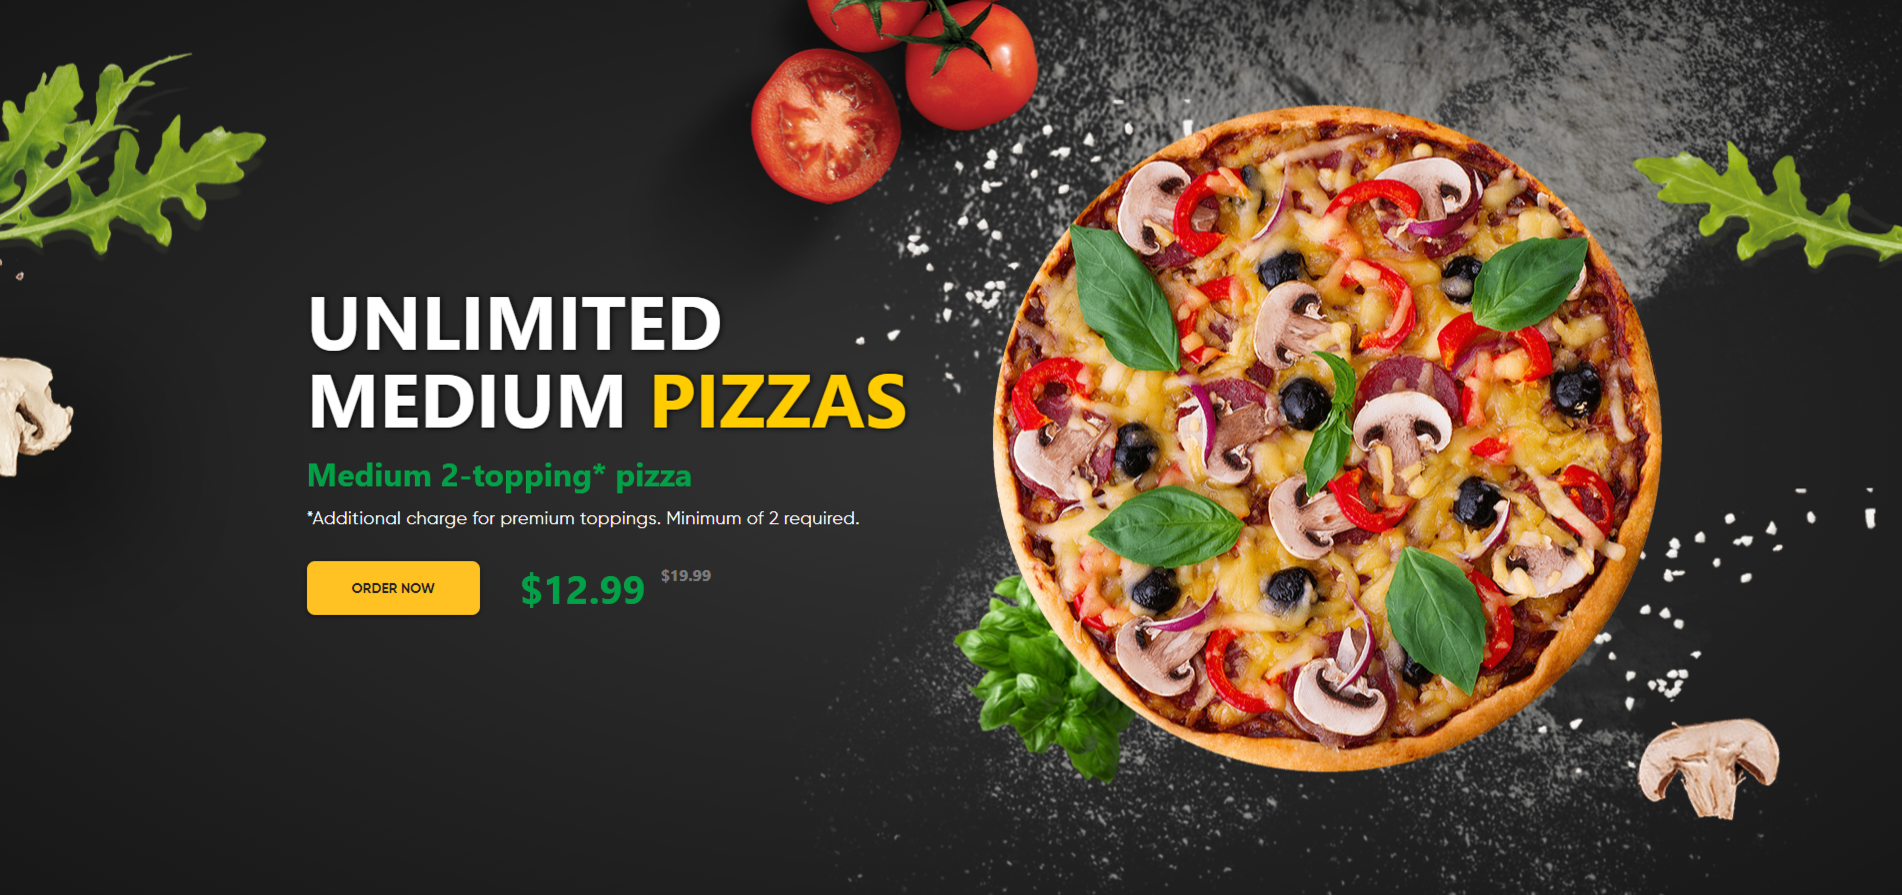 UNLIMITED
MEDIUM PIZZAS
Medium 2-topping* pizza
*Additional charge for premium toppings. Minimum of 2 required.
ORDER NOW
$12.99 $19.99